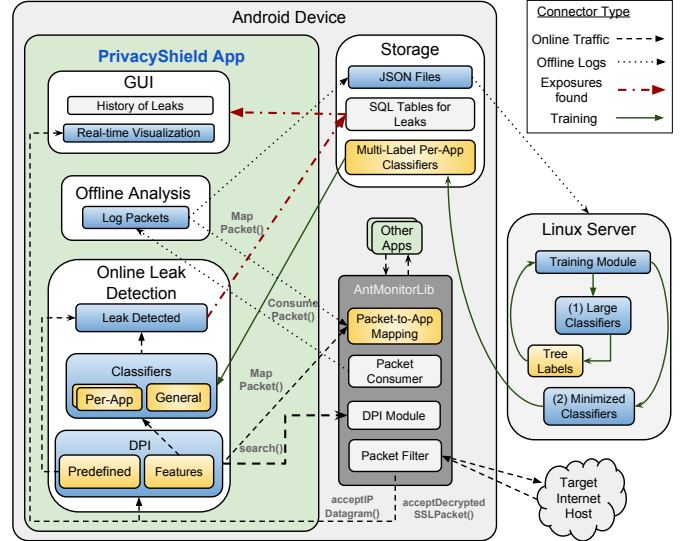 Android Device
PrivacyShield App
GUI
History of Leaks
Real-time Visualization
Offline Analysis
Log Packets
Online Leak
Detection
Leak Detected
Classifiers
Per-App
General
DPI
Predefined
Features
Map
Packet()
Consume
Packet()
Map
Packet()
search()
acceptIP
Datagram()
acceptDecrypted
SSLPacket()
Storage
JSON Files
SQL Tables for
Leaks
Multi-Label Per-App
Classifiers
Other
Apps
AntMonitorLib
Packet-to-App
Mapping
Packet
Consumer
DPI Module
Packet Filter
Connector Type
Online Traffic
Offline Logs
Exposures
found
Training
Linux Server
Training Module
(1) Large
Classifiers
Tree
Labels
(2) Minimized
Classifiers
Target
Internet
Host